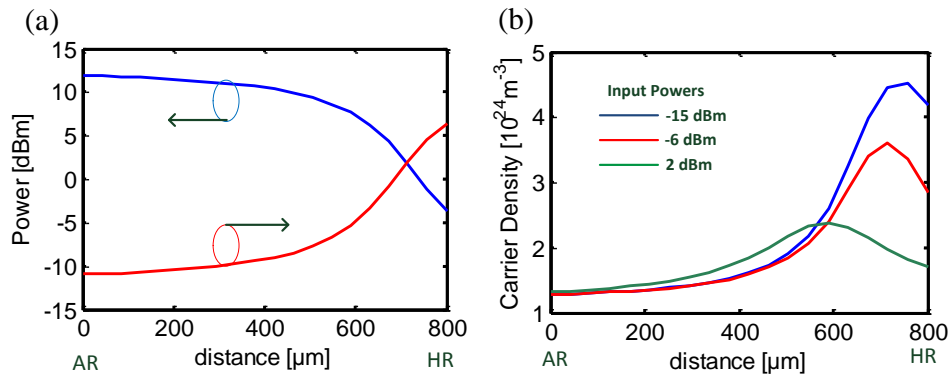 (a)
15
10
5
0
-5
-10
-15
Power [dBm]
0
200
400
600
800
AR
distance [µm]
HR
(b)
5
4
3
2
1
Carrier Density [10^24 m^-3]
Input Powers
-15 dBm
-6 dBm
2 dBm
0
200
400
600
800
AR
distance [µm]
HR